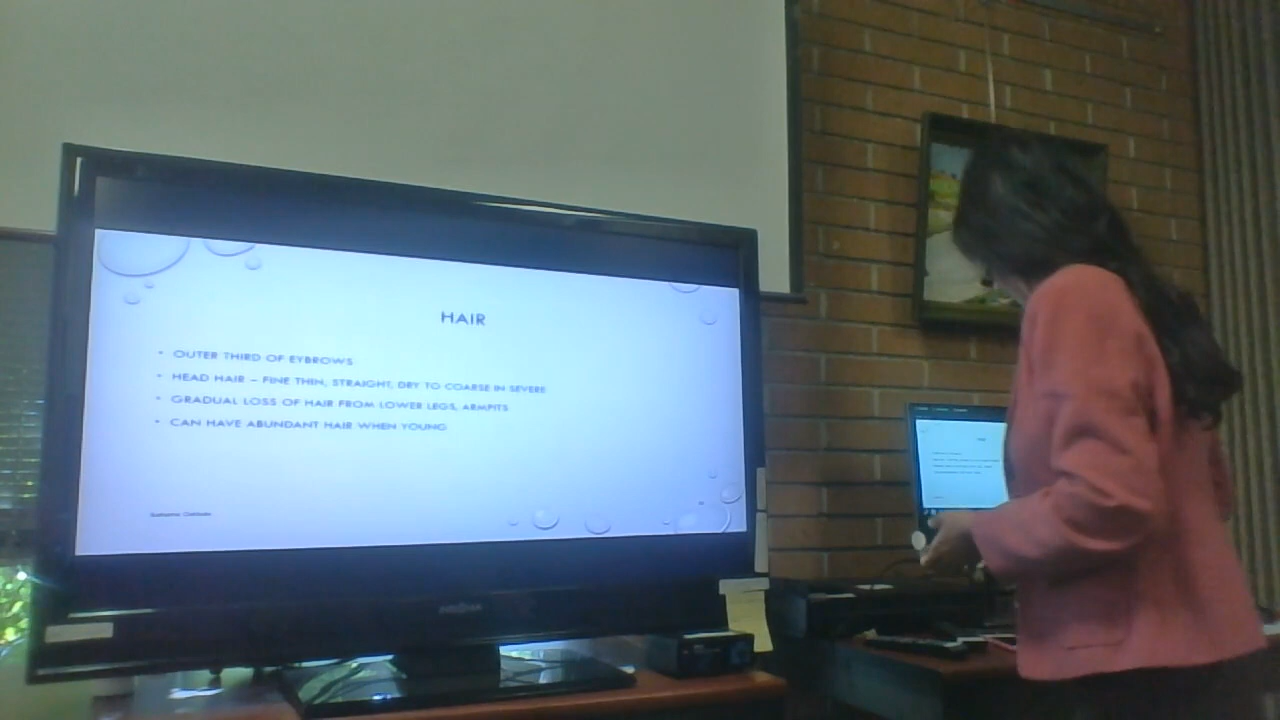 HAIR
• OUTER THIRD OF EYBROWS
• HEAD HAIR – FINE THIN, STRAIGHT, DRY TO COARSE IN SEVERE
• GRADUAL LOSS OF HAIR FROM LOWER LEGS, ARMPITS
• CAN HAVE ABUNDANT HAIR WHEN YOUNG